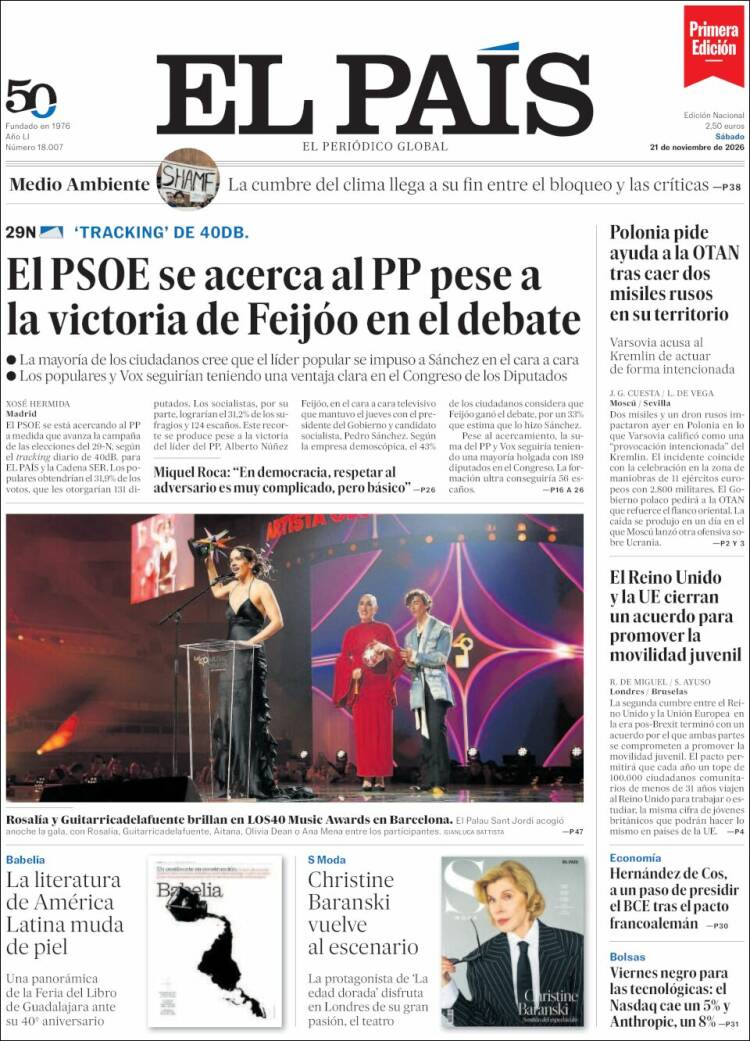 Primera
Edición
50
Fundado en 1976
Año LI
Número 18.007
EL PAÍS
EL PERIÓDICO GLOBAL
Edición Nacional
2,50 euros
Sábado
21 de noviembre de 2026
Medio Ambiente
SHAME
La cumbre del clima llega a su fin entre el bloqueo y las críticas —P38
29N 'TRACKING' DE 40DB.
El PSOE se acerca al PP pese a
la victoria de Feijóo en el debate
● La mayoría de los ciudadanos cree que el líder popular se impuso a Sánchez en el cara a cara
● Los populares y Vox seguirían teniendo una ventaja clara en el Congreso de los Diputados
XOSÉ HERMIDA
Madrid
El PSOE se está acercando al PP
a medida que avanza la campaña
de las elecciones del 29-N, según
el tracking diario de 40dB. para
EL PAÍS y la Cadena SER. Los po-
pulares obtendrían el 31,9% de los
votos, que les otorgarían 131 di-
putados. Los socialistas, por su
parte, lograrían el 31,2% de los su-
fragios y 124 escaños. Este recor-
te se produce pese a la victoria
del líder del PP, Alberto Núñez
Feijóo, en el cara a cara televisivo
que mantuvo el jueves con el pre-
sidente del Gobierno y candidato
socialista, Pedro Sánchez. Según
la empresa demoscópica, el 43%
de los ciudadanos considera que
Feijóo ganó el debate, por un 33%
que estima que lo hizo Sánchez.
Pese al acercamiento, la su-
ma del PP y Vox seguiría tenien-
do una mayoría holgada con 189
diputados en el Congreso. La for-
mación ultra conseguiría 56 es-
caños. —P16 A 26
Miquel Roca: “En democracia, respetar al
adversario es muy complicado, pero básico” —P26
ARTISTA
Rosalía y Guitarricadelafuente brillan en LOS40 Music Awards en Barcelona. El Palau Sant Jordi acogió
anoche la gala, con Rosalía, Guitarricadelafuente, Aitana, Olivia Dean o Ana Mena entre los participantes. GIANLUCA BATTISTA —P47
Babelia
La literatura
de América
Latina muda
de piel
Una panorámica
de la Feria del Libro
de Guadalajara ante
su 40º aniversario
Babelia
S Moda
Christine
Baranski
vuelve
al escenario
La protagonista de ‘La
edad dorada’ disfruta
en Londres de su gran
pasión, el teatro
S
MODA
EL PAÍS
Christine
Baranski
Polonia pide
ayuda a la OTAN
tras caer dos
misiles rusos
en su territorio
Varsovia acusa al
Kremlin de actuar
de forma intencionada
J. G. CUESTA / L. DE VEGA
Moscú / Sevilla
Dos misiles y un dron rusos im-
pactaron ayer en Polonia en lo
que Varsovia calificó como una
“provocación intencionada” del
Kremlin. El incidente coincide
con la celebración en la zona de
maniobras de 11 ejércitos euro-
peos con 2.800 militares. El Go-
bierno polaco pedirá a la OTAN
que refuerce el flanco oriental. La
caída se produjo en un día en el
que Moscú lanzó otra ofensiva so-
bre Ucrania. —P2 Y 3
El Reino Unido
y la UE cierran
un acuerdo para
promover la
movilidad juvenil
R. DE MIGUEL / S. AYUSO
Londres / Bruselas
La segunda cumbre entre el Rei-
no Unido y la Unión Europea en
la era pos-Brexit terminó con un
acuerdo por el que ambas partes
se comprometen a promover la
movilidad juvenil. El pacto per-
mitirá que cada año un tope de
100.000 ciudadanos comunita-
rios de menos de 31 años viajen
al Reino Unido para trabajar o es-
tudiar, la misma cifra de jóvenes
británicos que podrán hacer lo
mismo en países de la UE. —P4
Economía
Hernández de Cos,
a un paso de presidir
el BCE tras el pacto
francoalemán —P30
Bolsas
Viernes negro para
las tecnológicas: el
Nasdaq cae un 5% y
Anthropic, un 8% —P31